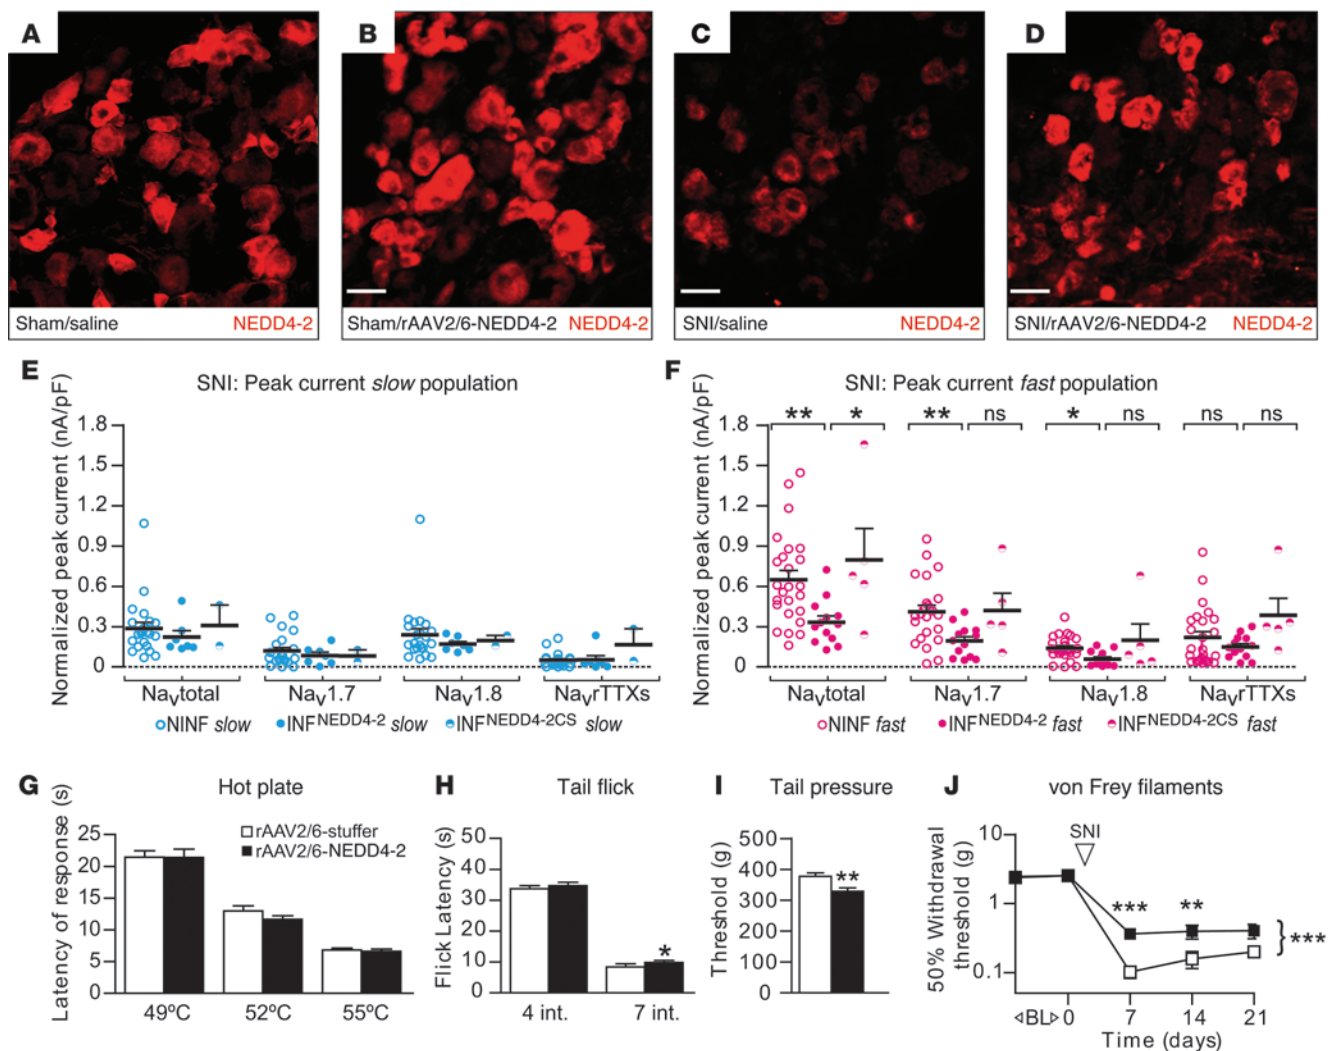 A
B
C
D
Sham/saline NEDD4-2
Sham/rAAV2/6-NEDD4-2 NEDD4-2
SNI/saline NEDD4-2
SNI/rAAV2/6-NEDD4-2 NEDD4-2
E
SNI: Peak current slow population
Normalized peak current (nA/pF)
1.8
1.5
1.2
0.9
0.6
0.3
0
NaVtotal NaV1.7 NaV1.8 NaVrTTXs
NINF slow INFNEDD4-2 slow INFNEDD4-2CS slow
F
SNI: Peak current fast population
Normalized peak current (nA/pF)
1.8
1.5
1.2
0.9
0.6
0.3
0
** * ** ns * ns ns ns
NaVtotal NaV1.7 NaV1.8 NaVrTTXs
NINF fast INFNEDD4-2 fast INFNEDD4-2CS fast
G
Hot plate
Latency of response (s)
25
20
15
10
5
0
rAAV2/6-stuffer
rAAV2/6-NEDD4-2
49ºC 52ºC 55ºC
H
Tail flick
Flick Latency (s)
50
40
30
20
10
0
*
4 int. 7 int.
I
Tail pressure
Threshold (g)
500
400
300
200
100
0
**
J
von Frey filaments
50% Withdrawal
threshold (g)
10
1
0.1
SNI
*** **
***
BL 0 7 14 21
Time (days)